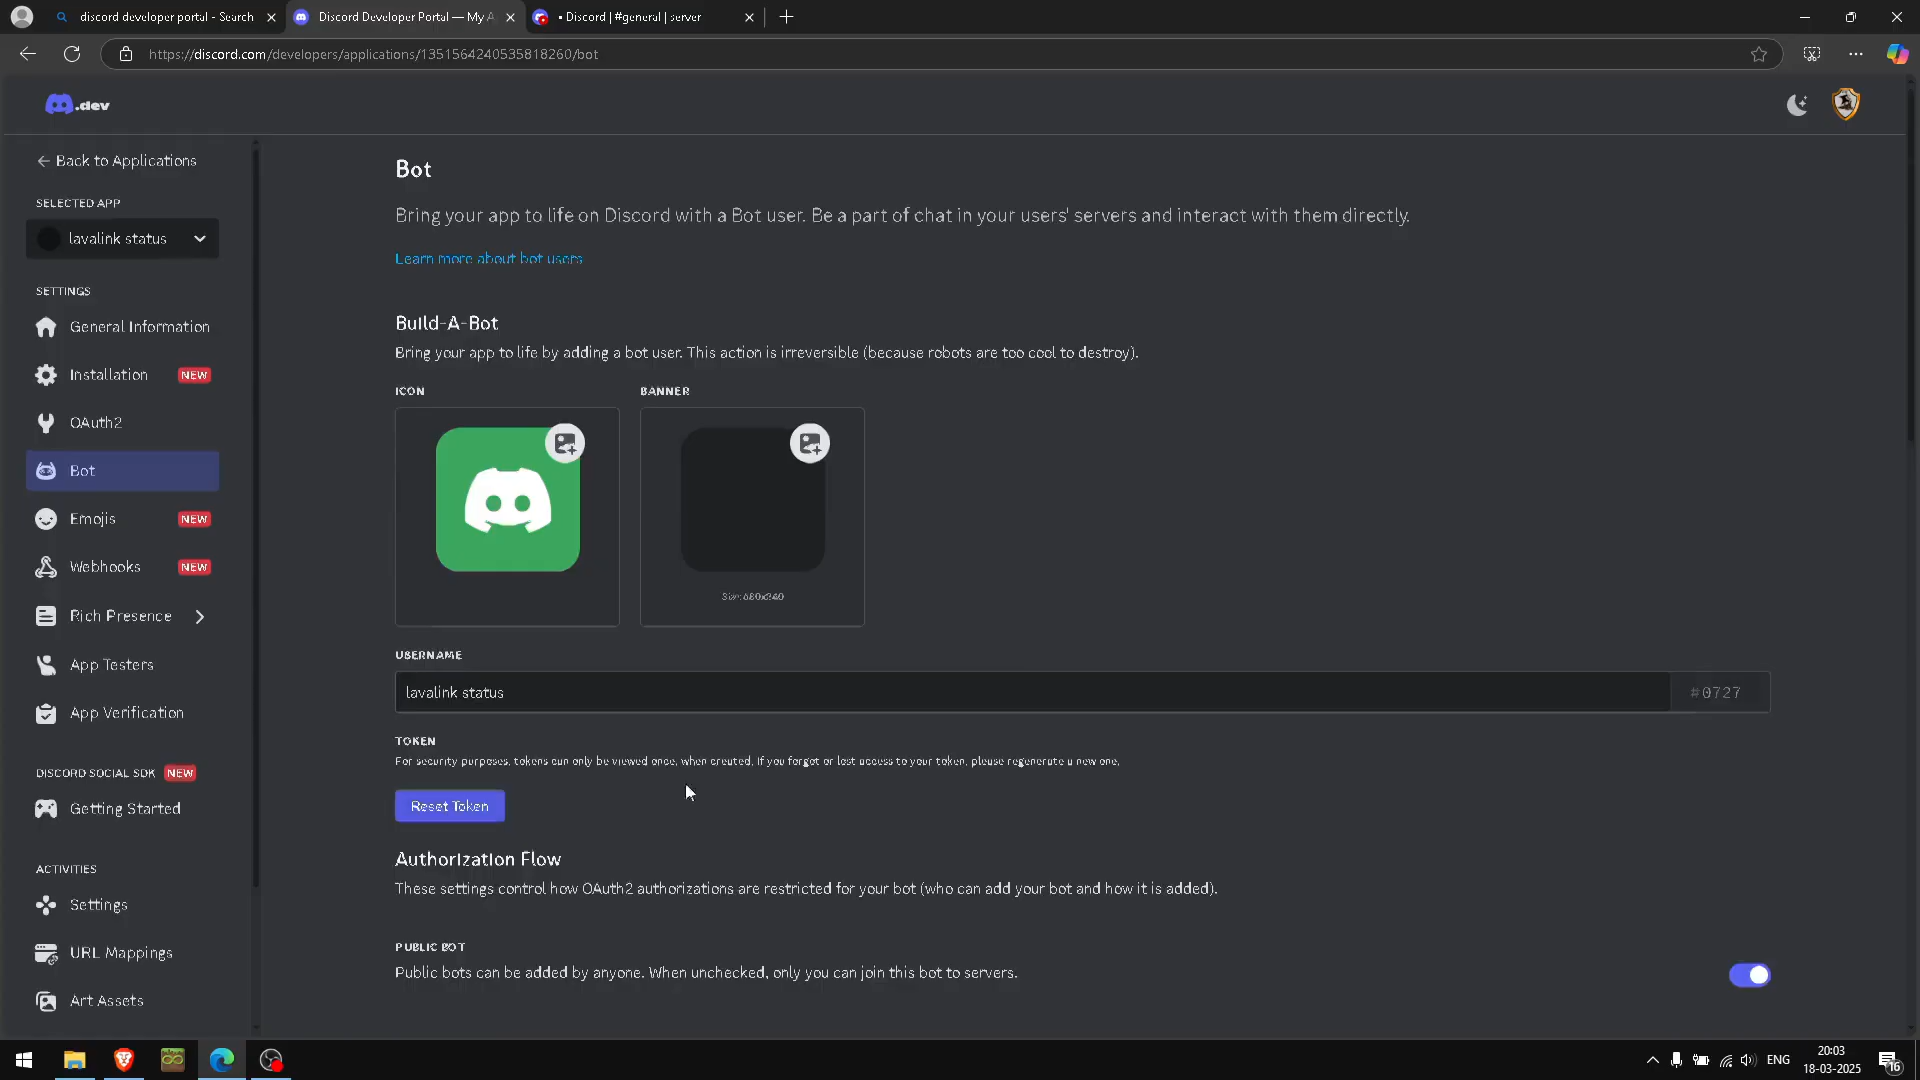 discord developer portal - Search
Discord Developer Portal — My A
• Discord | #general | server
https://discord.com/developers/applications/1351564240535818260/bot
.dev
← Back to Applications
SELECTED APP
lavalink status
SETTINGS
General Information
Installation NEW
OAuth2
Bot
Emojis NEW
Webhooks NEW
Rich Presence
App Testers
App Verification
DISCORD SOCIAL SDK NEW
Getting Started
ACTIVITIES
Settings
URL Mappings
Art Assets
Bot
Bring your app to life on Discord with a Bot user. Be a part of chat in your users' servers and interact with them directly.
Learn more about bot users
Build-A-Bot
Bring your app to life by adding a bot user. This action is irreversible (because robots are too cool to destroy).
ICON
BANNER
Size: 680x240
USERNAME
lavalink status
#0727
TOKEN
For security purposes, tokens can only be viewed once, when created. If you forgot or lost access to your token, please regenerate a new one.
Reset Token
Authorization Flow
These settings control how OAuth2 authorizations are restricted for your bot (who can add your bot and how it is added).
PUBLIC BOT
Public bots can be added by anyone. When unchecked, only you can join this bot to servers.
ENG
20:03
18-03-2025
16